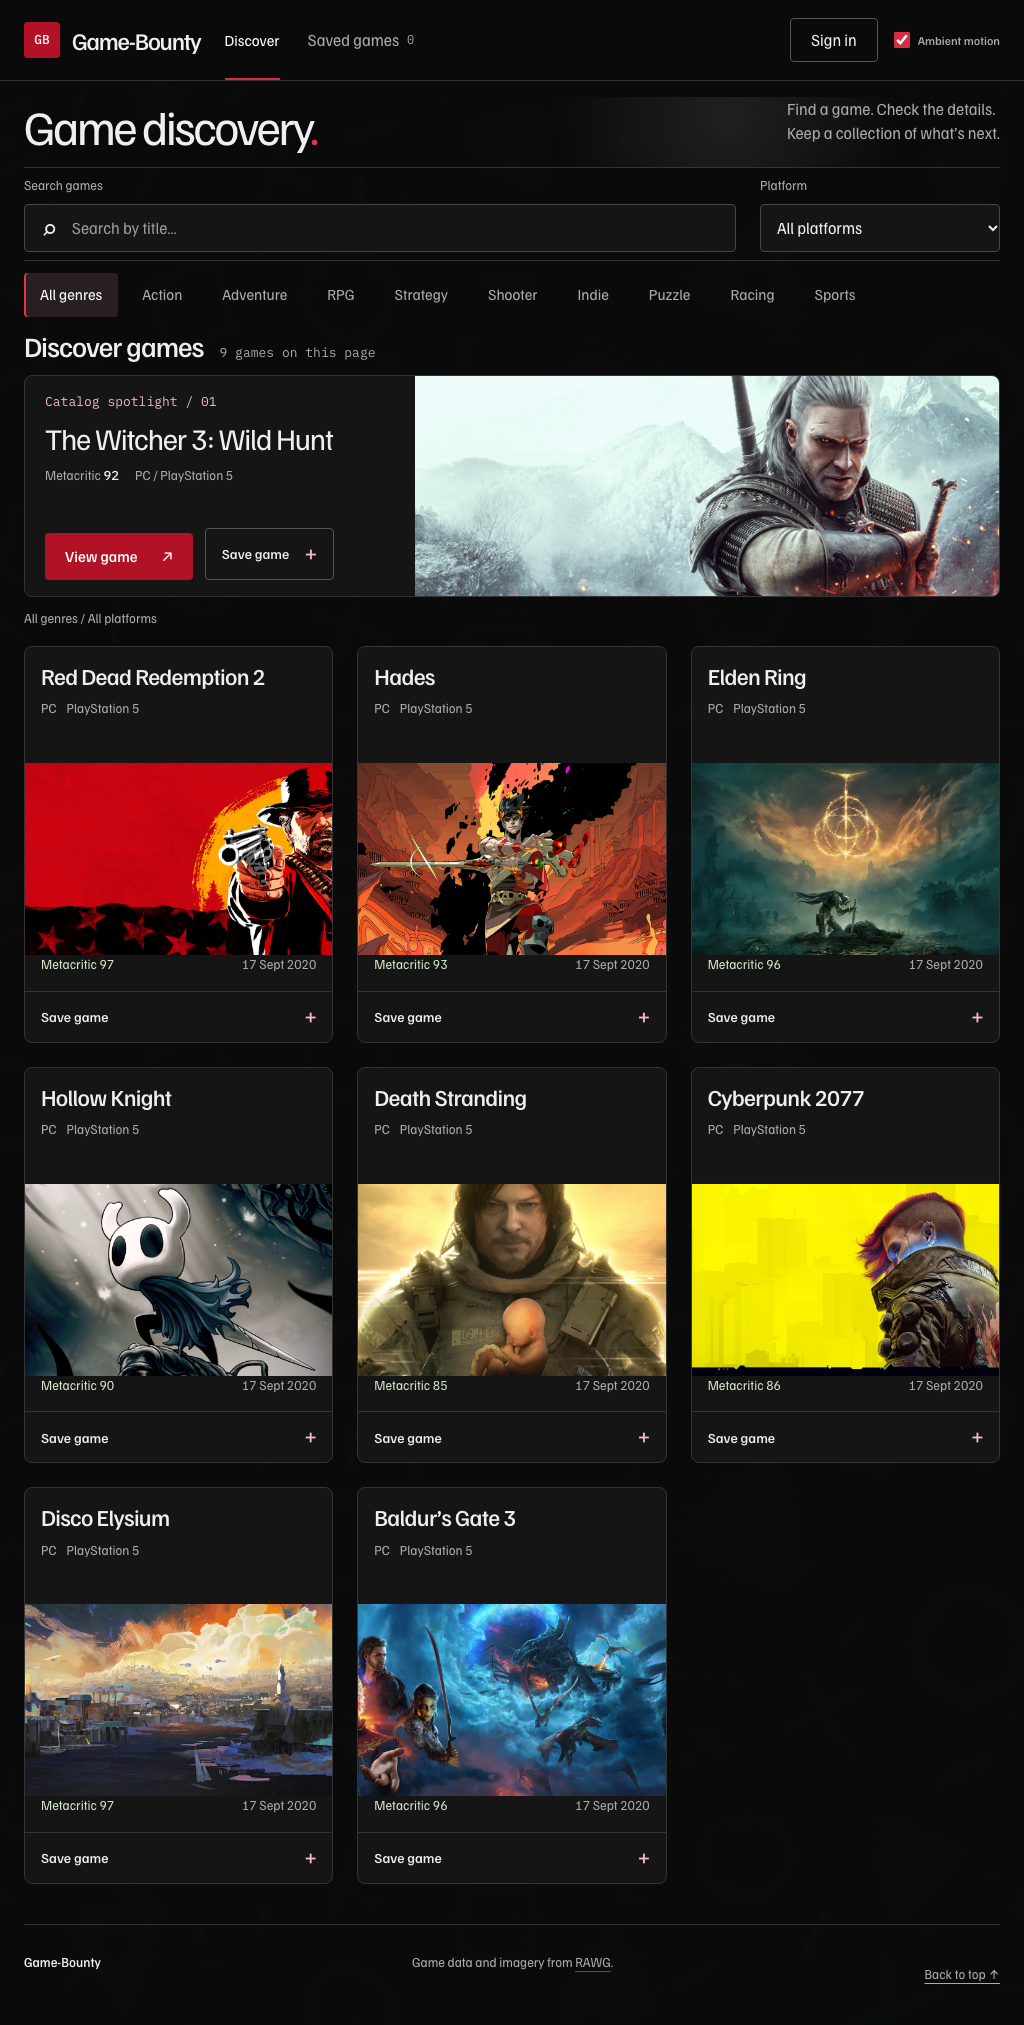 GB Game-Bounty Discover Saved games 0 Sign in Ambient motion
Game discovery.
Find a game. Check the details.
Keep a collection of what's next.
Search games
Platform
Search by title...
All platforms
All genres Action Adventure RPG Strategy Shooter Indie Puzzle Racing Sports
Discover games 9 games on this page
Catalog spotlight / 01
The Witcher 3: Wild Hunt
Metacritic 92 PC / PlayStation 5
View game ↗ Save game +
All genres / All platforms
Red Dead Redemption 2
PC PlayStation 5
Metacritic 97 17 Sept 2020
Save game +
Hades
PC PlayStation 5
Metacritic 93 17 Sept 2020
Save game +
Elden Ring
PC PlayStation 5
Metacritic 96 17 Sept 2020
Save game +
Hollow Knight
PC PlayStation 5
Metacritic 90 17 Sept 2020
Save game +
Death Stranding
PC PlayStation 5
Metacritic 85 17 Sept 2020
Save game +
Cyberpunk 2077
PC PlayStation 5
Metacritic 86 17 Sept 2020
Save game +
Disco Elysium
PC PlayStation 5
Metacritic 97 17 Sept 2020
Save game +
Baldur’s Gate 3
PC PlayStation 5
Metacritic 96 17 Sept 2020
Save game +
Game-Bounty
Game data and imagery from RAWG.
Back to top ↑